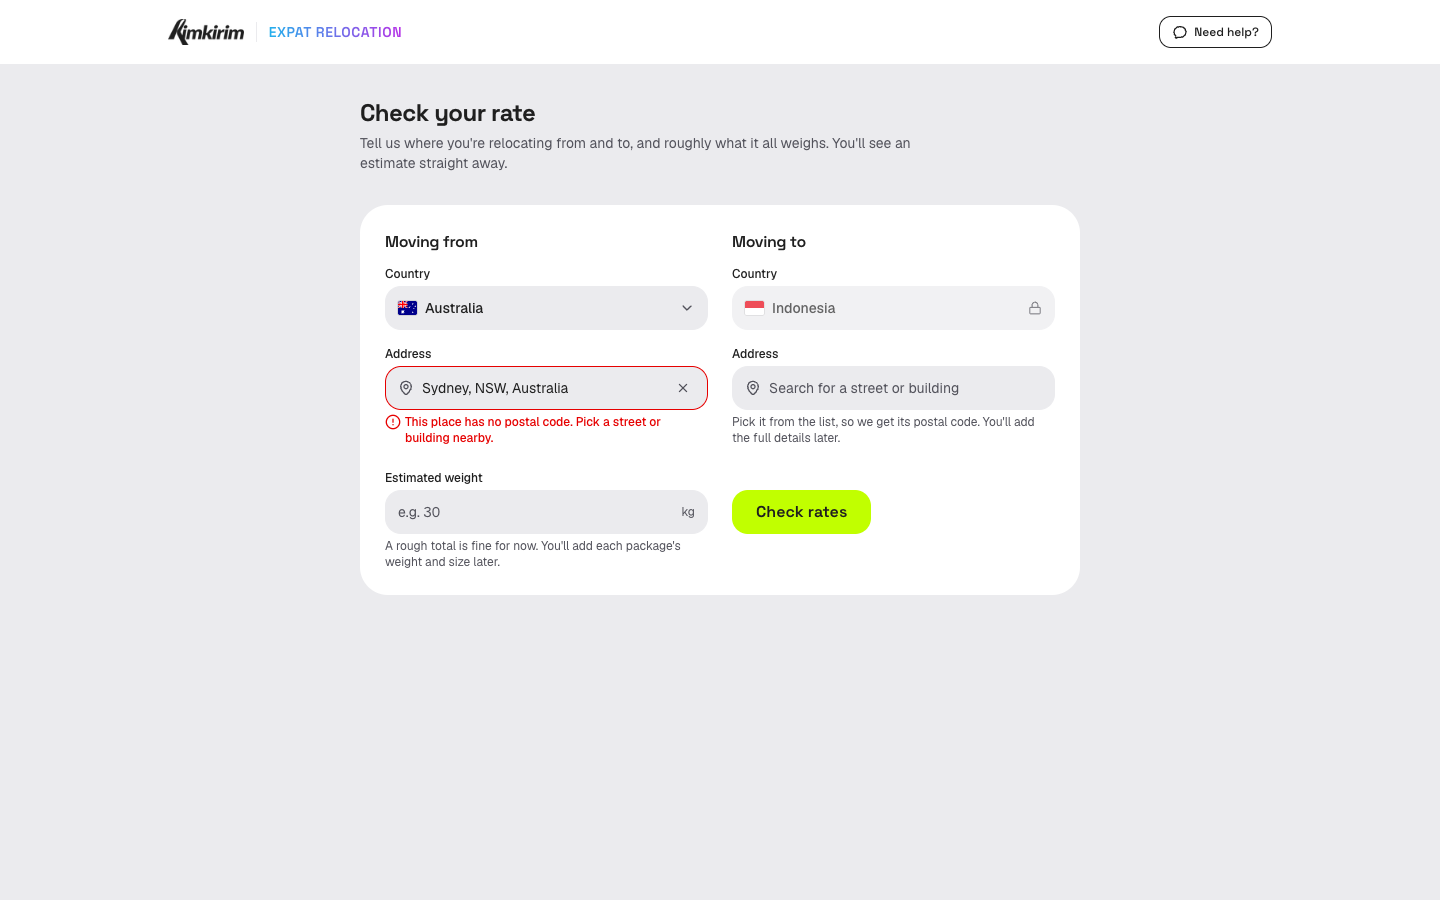 Kimkirim
EXPAT RELOCATION
Need help?
Check your rate
Tell us where you're relocating from and to, and roughly what it all weighs. You'll see an
estimate straight away.
Moving from
Country
Australia
Address
Sydney, NSW, Australia
This place has no postal code. Pick a street or
building nearby.
Moving to
Country
Indonesia
Address
Search for a street or building
Pick it from the list, so we get its postal code. You'll add
the full details later.
Estimated weight
e.g. 30
kg
A rough total is fine for now. You'll add each package's
weight and size later.
Check rates